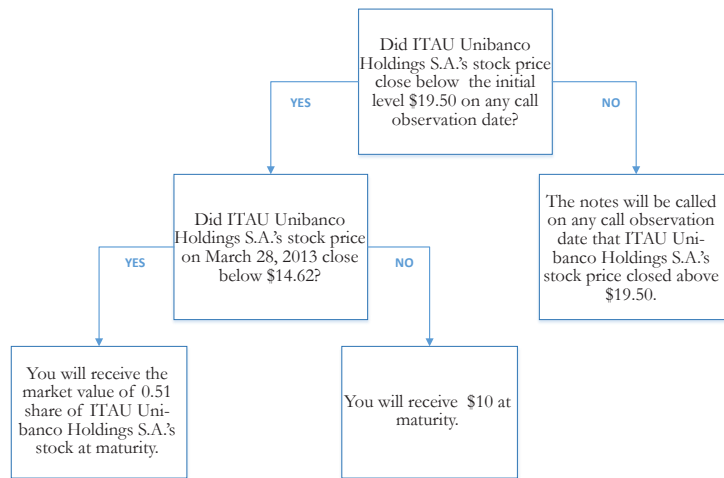 Did ITAU Unibanco
Holdings S.A.'s stock price
close below the initial
level $19.50 on any call
observation date?
YES
NO
Did ITAU Unibanco
Holdings S.A.'s stock price
on March 28, 2013 close
below $14.62?
The notes will be called
on any call observation
date that ITAU Uni-
banco Holdings S.A.'s
stock price closed above
$19.50.
YES
NO
You will receive the
market value of 0.51
share of ITAU Uni-
banco Holdings S.A.'s
stock at maturity.
You will receive $10 at
maturity.